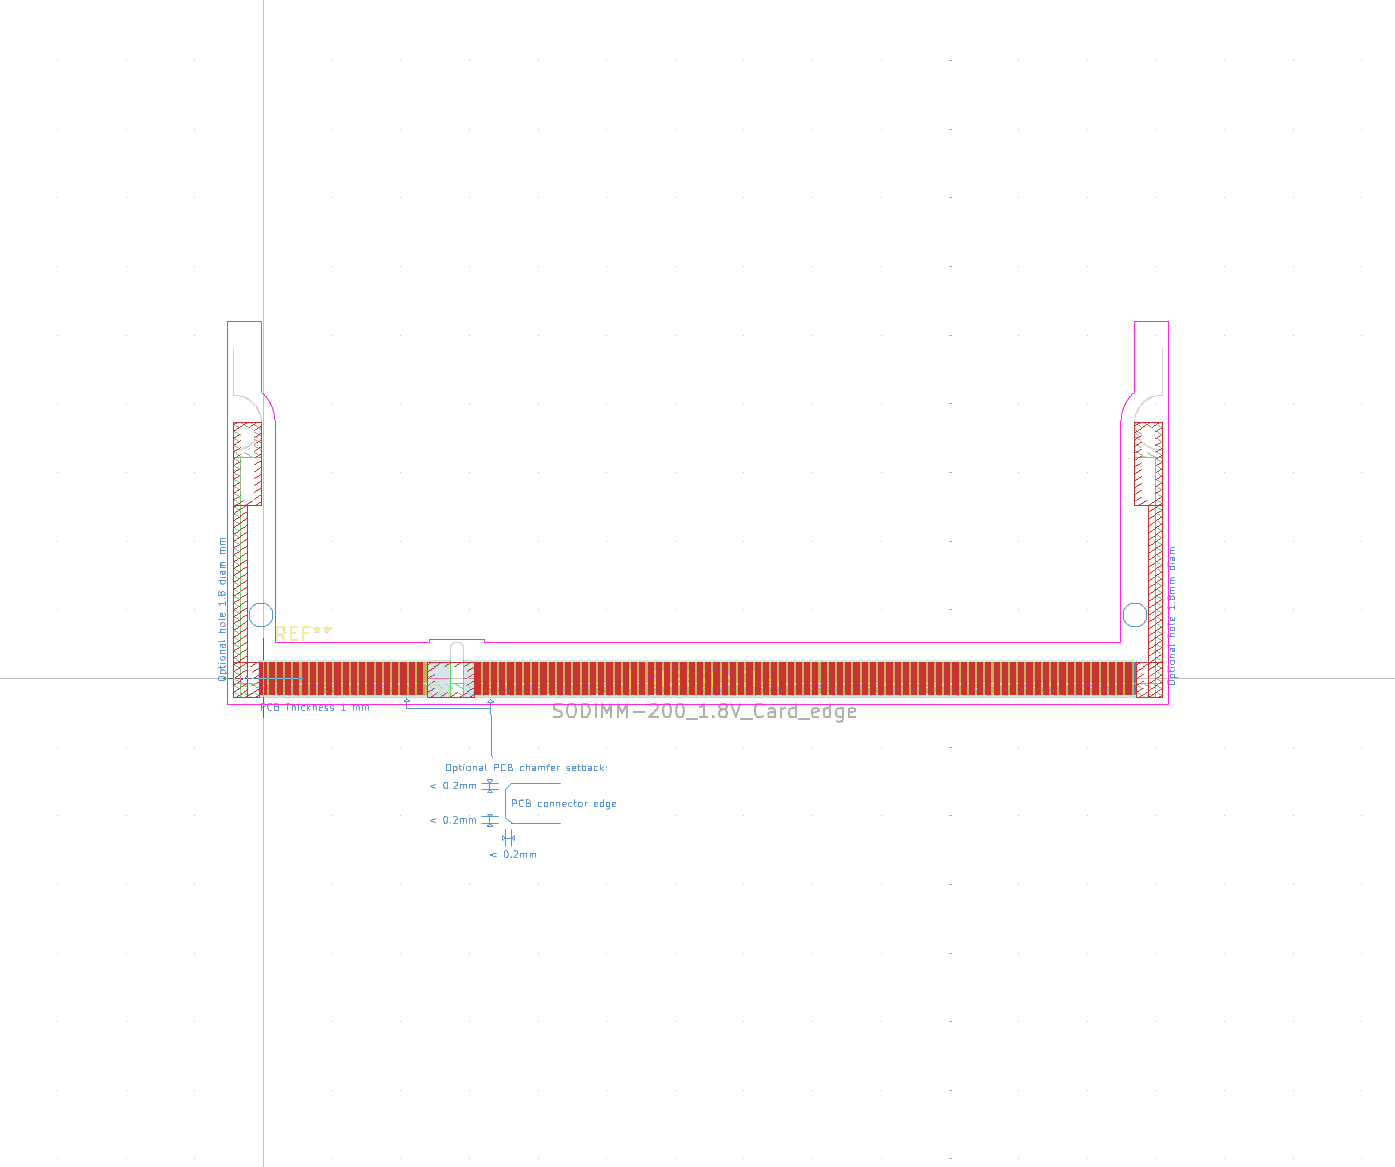 Optional hole 1.8 diam mm
Optional hole 1.8mm diam
REF**
PCB Thickness 1 mm
SODIMM-200_1.8V_Card_edge
Optional PCB chamfer setback:
< 0.2mm
PCB connector edge
< 0.2mm
< 0.2mm